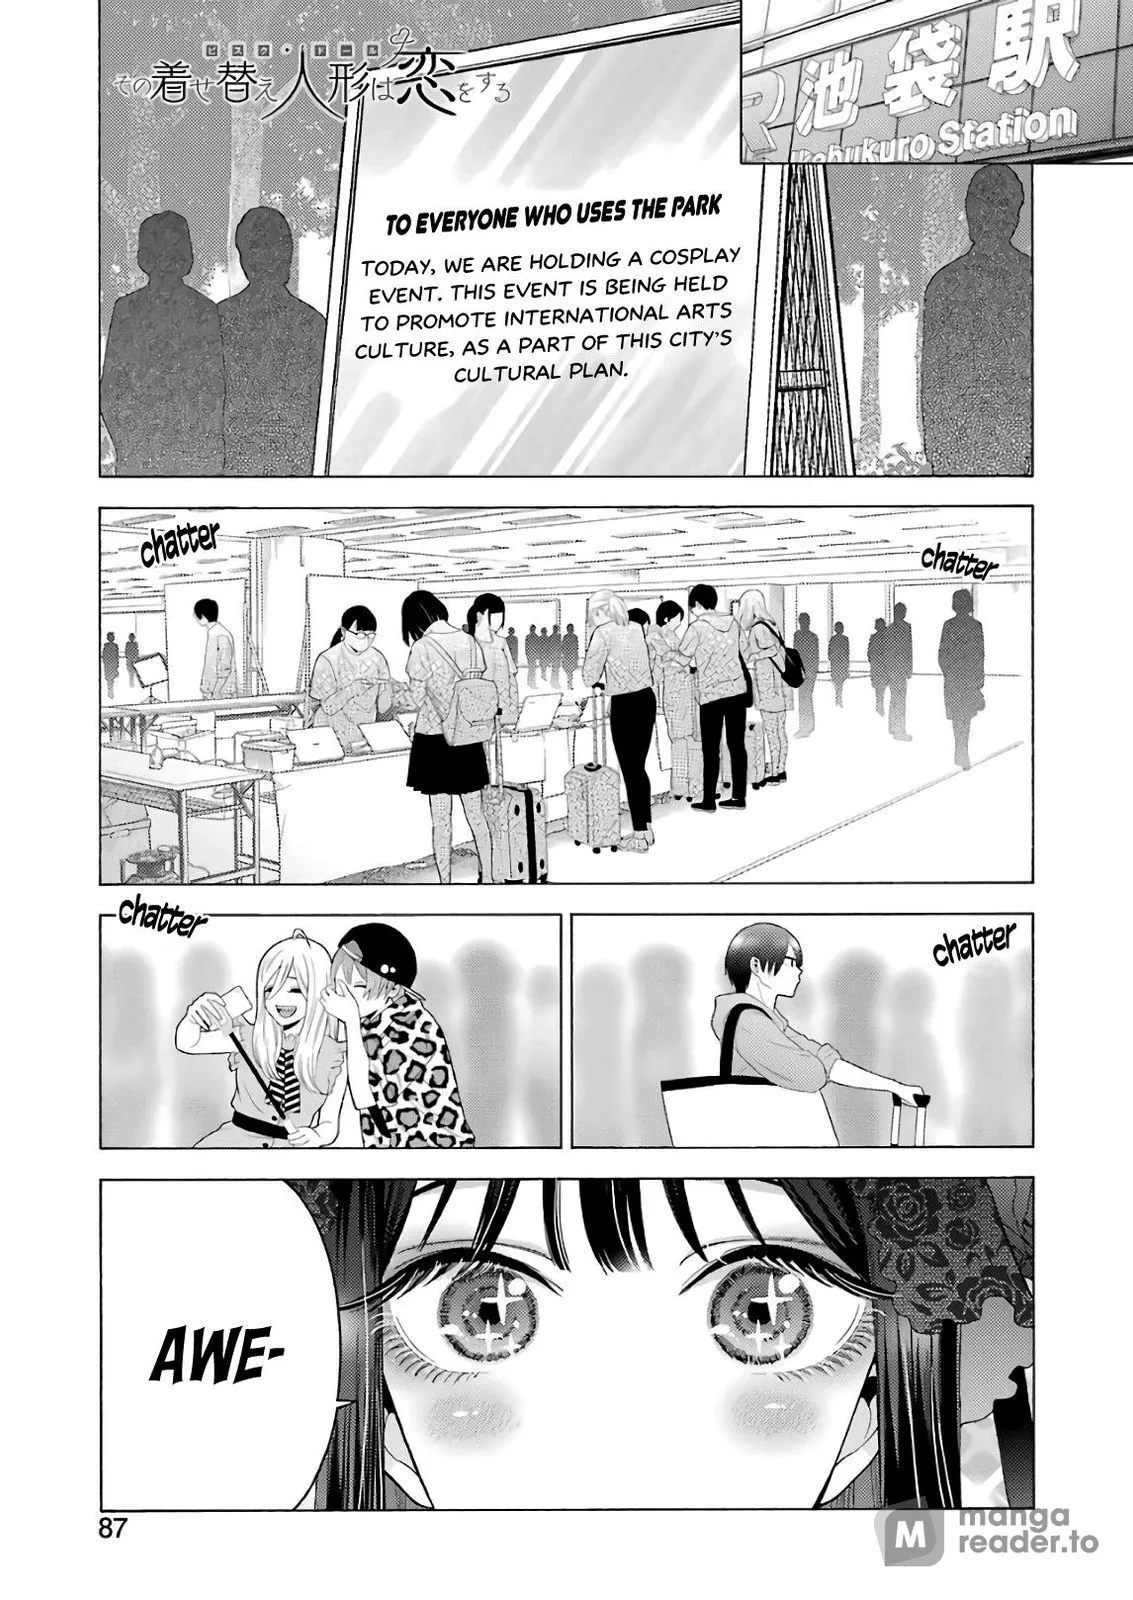 ビスク・ドール
その着せ替え人形は恋をする
池袋駅
kebukuro Station
TO EVERYONE WHO USES THE PARK
TODAY, WE ARE HOLDING A COSPLAY
EVENT. THIS EVENT IS BEING HELD
TO PROMOTE INTERNATIONAL ARTS
CULTURE, AS A PART OF THIS CITY'S
CULTURAL PLAN.
chatter
chatter
chatter
chatter
AWE-
87
M manga
reader.to